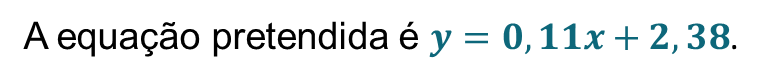 A equação pretendida é y = 0,11x + 2,38.